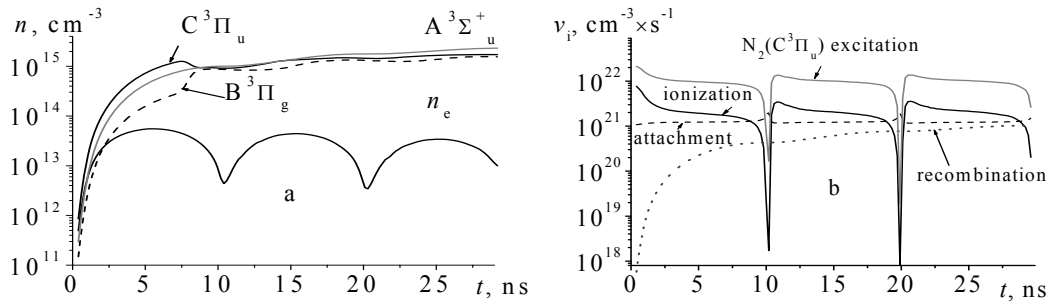 n, cm⁻³
C ³Π_u
A ³Σ⁺_u
10¹⁵
B ³Π_g
10¹⁴
n_e
10¹³
10¹²
a
10¹¹
0 5 10 15 20 25
t, ns
v_i, cm⁻³×s⁻¹
N₂(C³Π_u) excitation
10²²
ionization
10²¹
attachment
10²⁰
recombination
10¹⁹
b
10¹⁸
0 5 10 15 20 25
t, ns